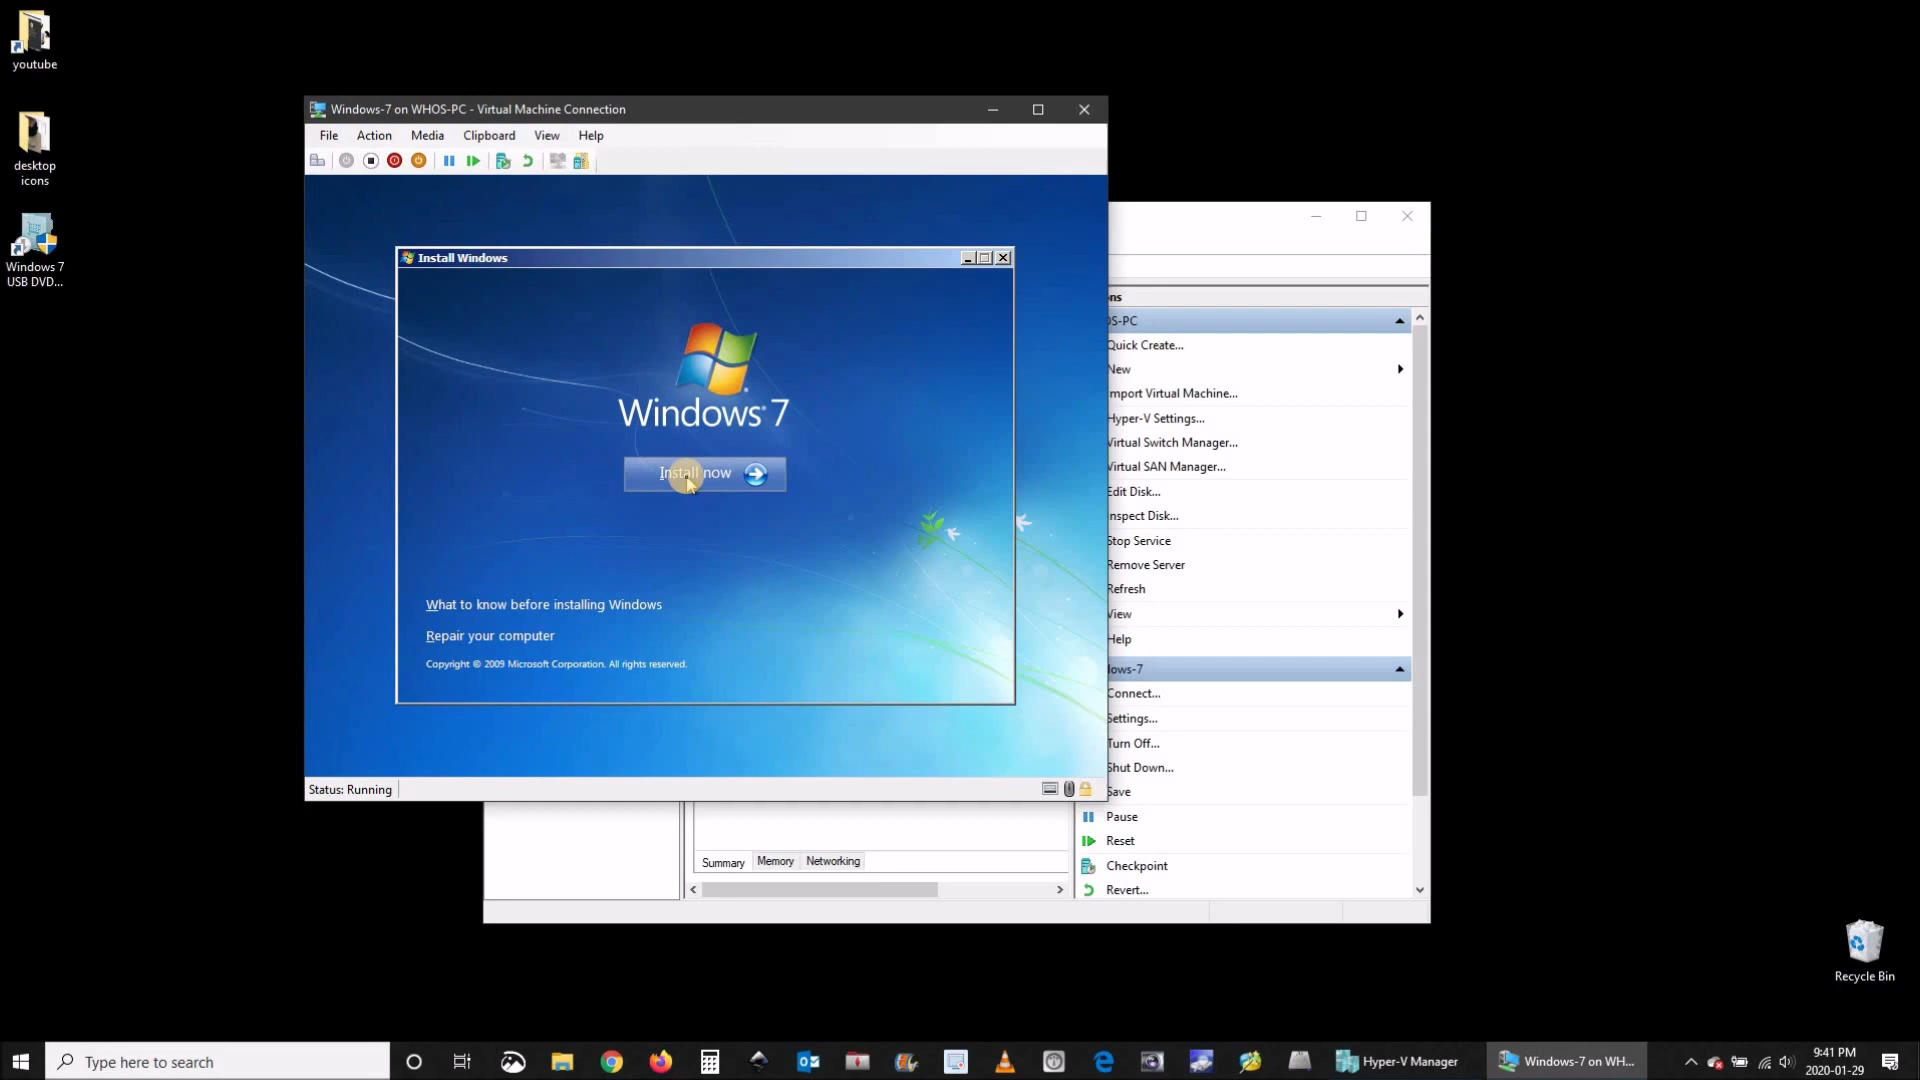 youtube
desktop
icons
Windows 7
USB DVD...
Windows-7 on WHOS-PC - Virtual Machine Connection
File Action Media Clipboard View Help
Install Windows
Windows 7
Install now
What to know before installing Windows
Repair your computer
Copyright © 2009 Microsoft Corporation. All rights reserved.
Status: Running
ns
OS-PC
Quick Create...
New
mport Virtual Machine...
Hyper-V Settings...
Virtual Switch Manager...
Virtual SAN Manager...
Edit Disk...
nspect Disk...
Stop Service
Remove Server
Refresh
View
Help
dows-7
Connect...
Settings...
Turn Off...
Shut Down...
Save
Pause
Reset
Checkpoint
Revert...
Summary Memory Networking
Recycle Bin
Type here to search
Hyper-V Manager
Windows-7 on WH...
9:41 PM
2020-01-29